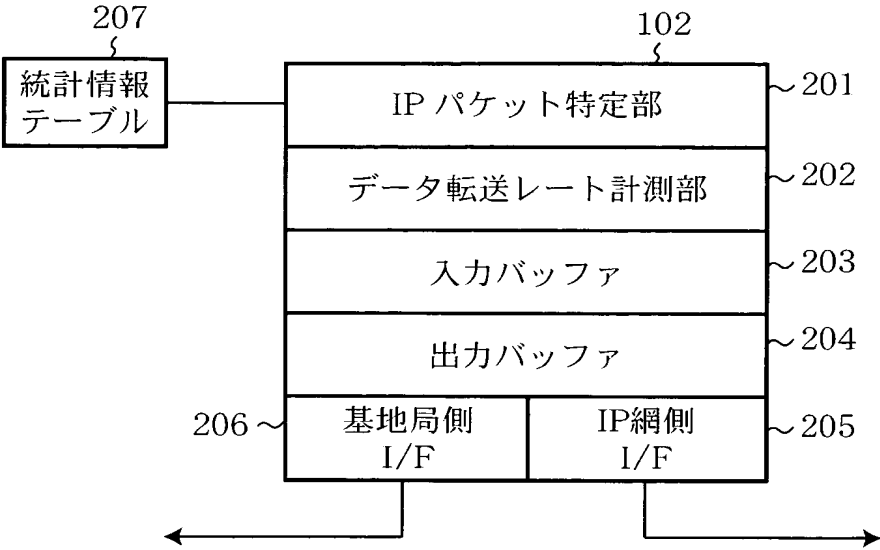 207
統計情報
テーブル
102
IPパケット特定部
201
データ転送レート計測部
202
入力バッファ
203
出力バッファ
204
206
基地局側
I/F
IP網側
I/F
205